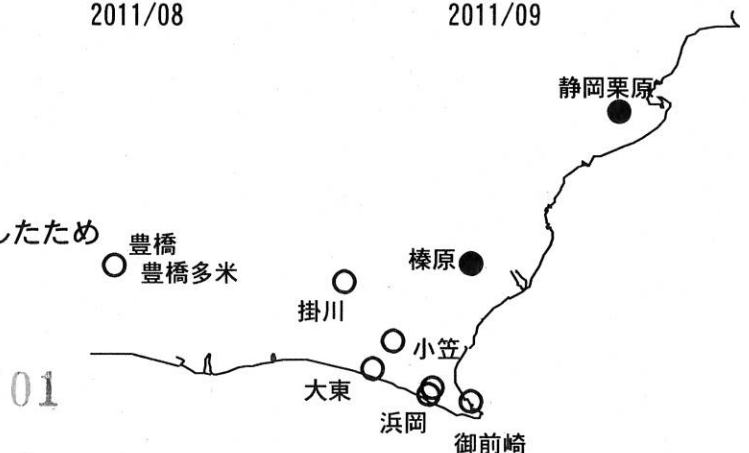 2011/08
2011/09
静岡栗原
したため
豊橋
豊橋多米
榛原
掛川
小笠
大東
01
浜岡
御前崎